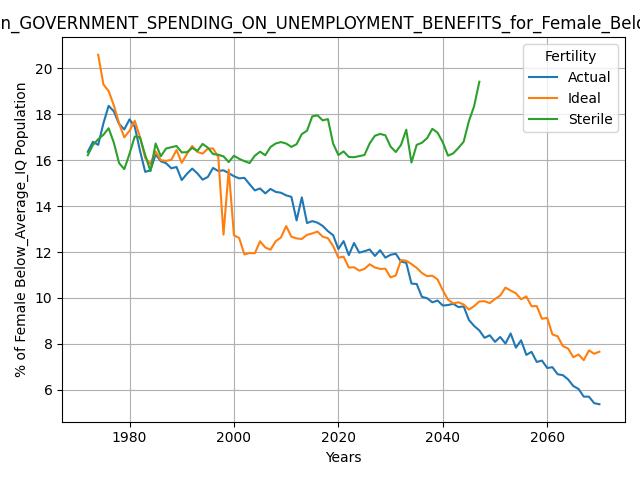 n_GOVERNMENT_SPENDING_ON_UNEMPLOYMENT_BENEFITS_for_Female_Belo
Fertility
Actual
Ideal
Sterile
% of Female Below_Average_IQ Population
20
18
16
14
12
10
8
6
1980 2000 2020 2040 2060
Years